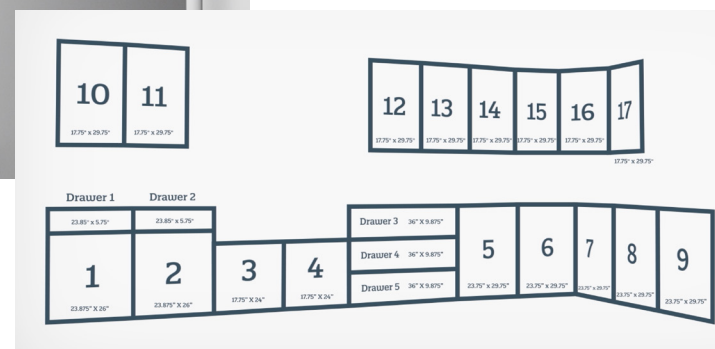 10
11
17.75" x 29.75"
17.75" x 29.75"
12
13
14
15
16
17
17.75" x 29.75"
17.75" x 29.75"
17.75" x 29.75"
17.75" x 29.75"
17.75" x 29.75"
17.75" x 29.75"
Drawer 1
Drawer 2
23.85" x 5.75"
23.85" x 5.75"
1
2
23.875" X 26"
23.875" X 26"
3
4
17.75" X 24"
17.75" X 24"
Drawer 3 36" X 9.875"
Drawer 4 36" X 9.875"
Drawer 5 36" X 9.875"
5
6
7
8
9
23.75" x 29.75"
23.75" x 29.75"
23.75" x 29.75"
23.75" x 29.75"
23.75" x 29.75"